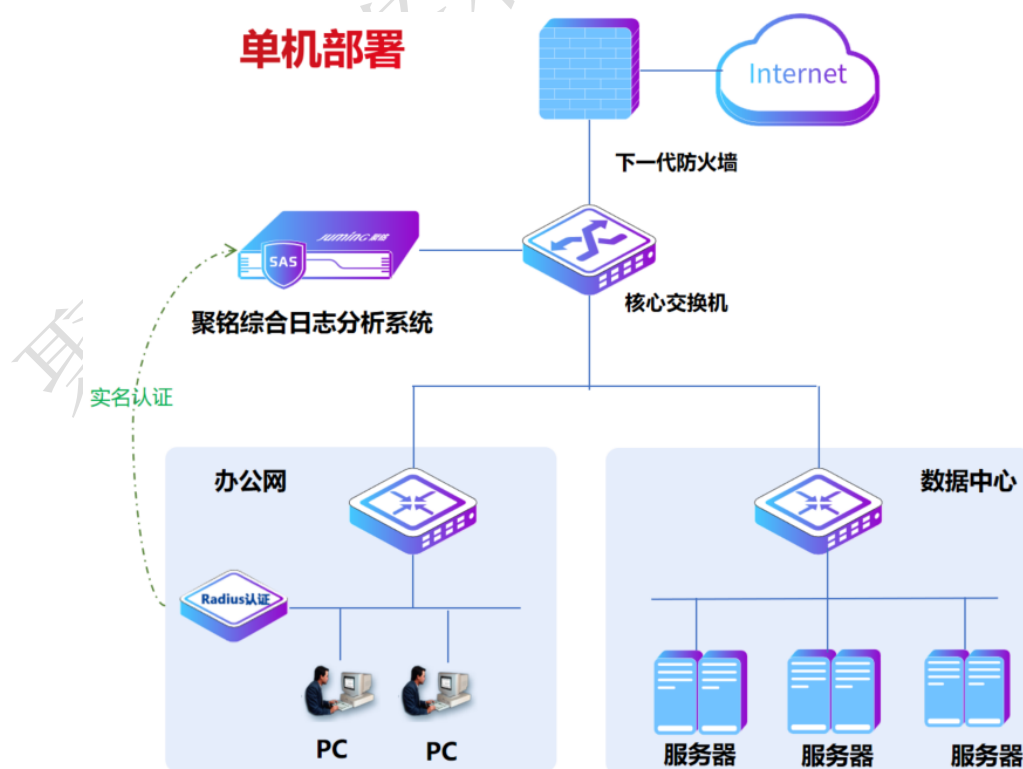 单机部署
Internet
下一代防火墙
Juminc 聚铭
SAS
核心交换机
聚铭综合日志分析系统
实名认证
办公网
数据中心
Radius认证
PC
PC
服务器
服务器
服务器